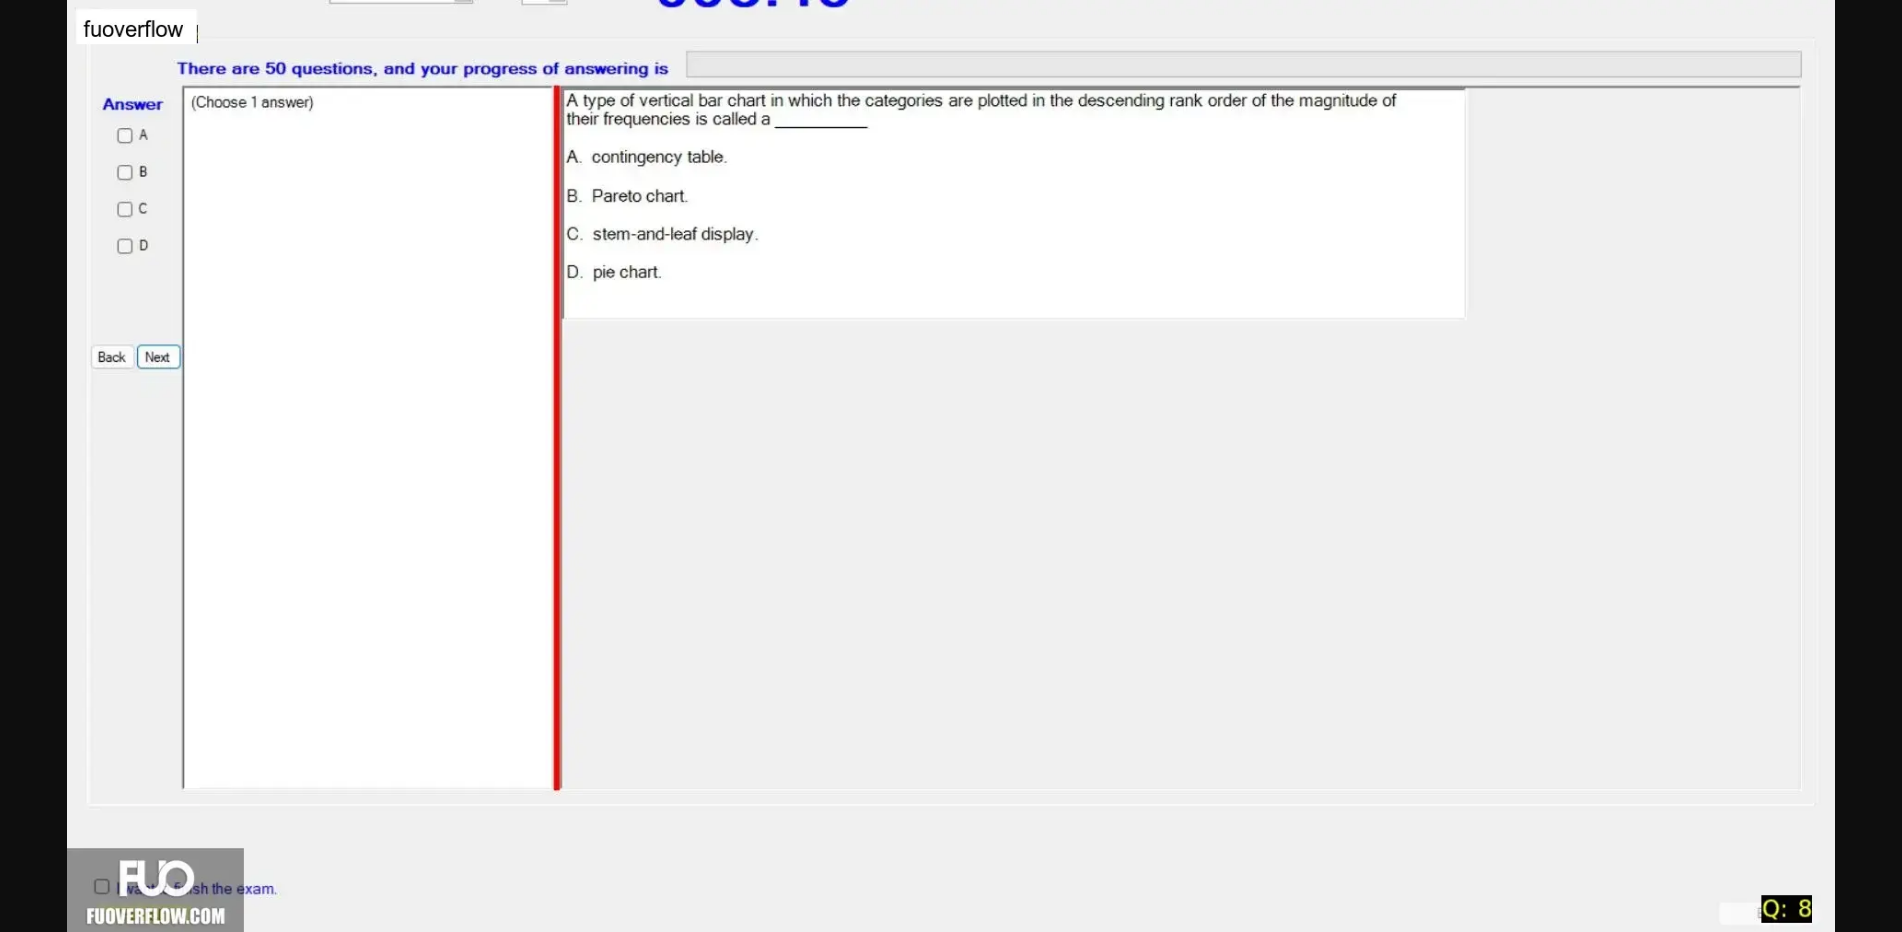 fuoverflow
There are 50 questions, and your progress of answering is
Answer
(Choose 1 answer)
A
B
C
D
Back
Next
A type of vertical bar chart in which the categories are plotted in the descending rank order of the magnitude of
their frequencies is called a __________
A. contingency table.
B. Pareto chart.
C. stem-and-leaf display.
D. pie chart.
FUO
the exam.
FUOVERFLOW.COM
Q: 8